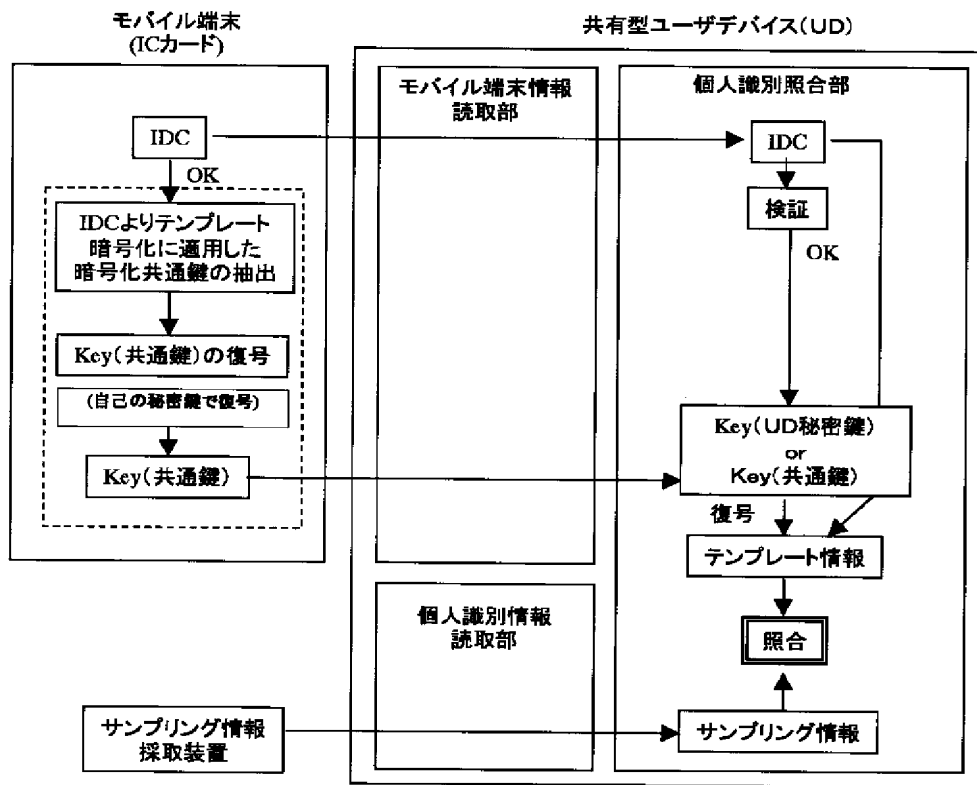 モバイル端末
(ICカード)
IDC
OK
IDCよりテンプレート
暗号化に適用した
暗号化共通鍵の抽出
Key(共通鍵)の復号
(自己の秘密鍵で復号)
Key(共通鍵)
サンプリング情報
採取装置
共有型ユーザデバイス(UD)
モバイル端末情報
読取部
個人識別情報
読取部
個人識別照合部
IDC
検証
OK
Key(UD秘密鍵)
or
Key(共通鍵)
復号
テンプレート情報
照合
サンプリング情報